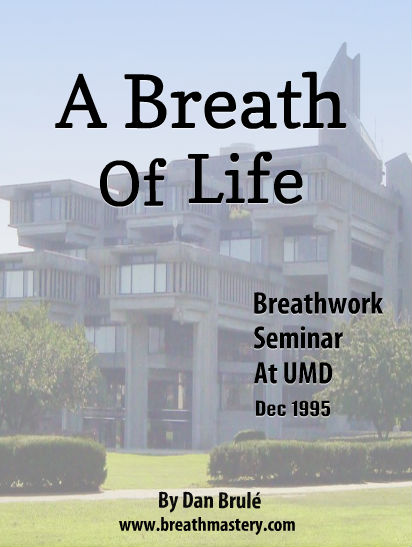 A Breath
Of Life
Breathwork
Seminar
At UMD
Dec 1995
By Dan Brulé
www.breathmastery.com